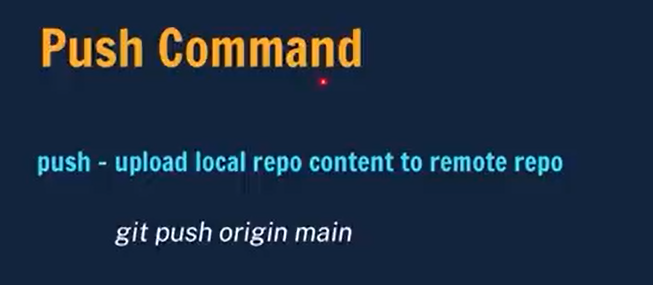 Push Command
push - upload local repo content to remote repo
git push origin main